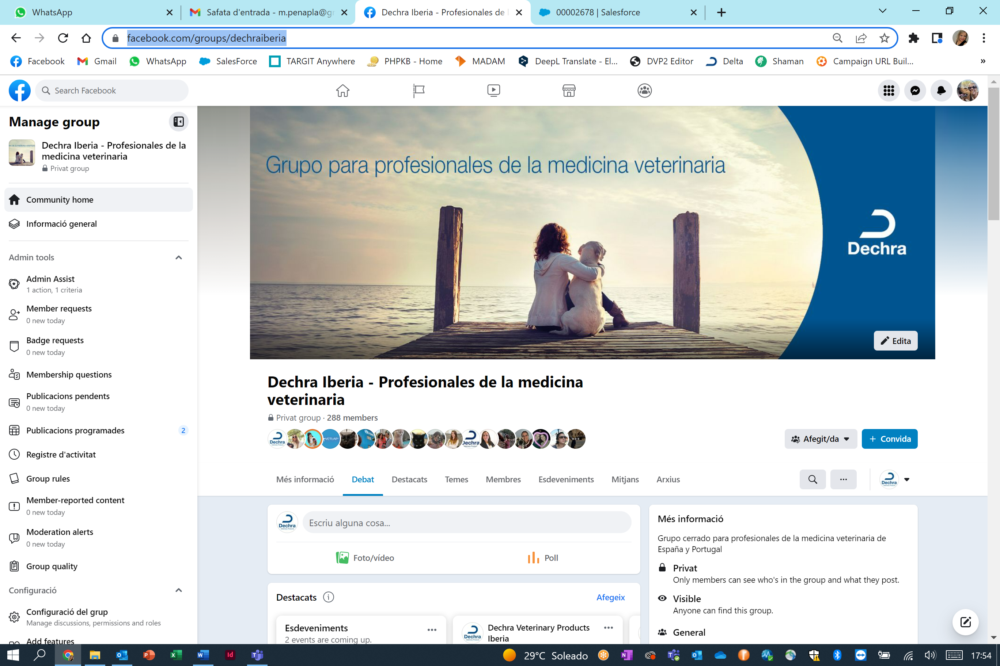 WhatsApp
Safata d'entrada - m.penapla@g
Dechra Iberia - Profesionales de
00002678 | Salesforce
facebook.com/groups/dechraiberia
Facebook
Gmail
WhatsApp
SalesForce
TARGIT Anywhere
PHPKB - Home
MADAM
DeepL Translate - El...
DVP2 Editor
Delta
Shaman
Campaign URL Buil...
»
Search Facebook
Manage group
Dechra Iberia - Profesionales de la
medicina veterinaria
Privat group
Community home
Informació general
Admin tools
Admin Assist
1 action, 1 criteria
Member requests
0 new today
Badge requests
0 new today
Membership questions
Publicacions pendents
0 new today
Publicacions programades
2
Registre d'activitat
Group rules
Member-reported content
0 new today
Moderation alerts
0 new today
Group quality
Configuració
Configuració del grup
Manage discussions, permissions and roles
Add features
Grupo para profesionales de la medicina veterinaria
Dechra
Edita
Dechra Iberia - Profesionales de la medicina
veterinaria
Privat group · 288 members
Dechra
VETLAP
Dechra
Afegit/da
+ Convida
Més informació
Debat
Destacats
Temes
Membres
Esdeveniments
Mitjans
Arxius
Dechra
Dechra
Escriu alguna cosa...
Foto/vídeo
Poll
Destacats
Afegeix
Esdeveniments
2 events are coming up.
Dechra
Dechra Veterinary Products
Iberia
Més informació
Grupo cerrado para profesionales de la medicina veterinaria de
España y Portugal
Privat
Only members can see who's in the group and what they post.
Visible
Anyone can find this group.
General
29°C Soleado
17:54